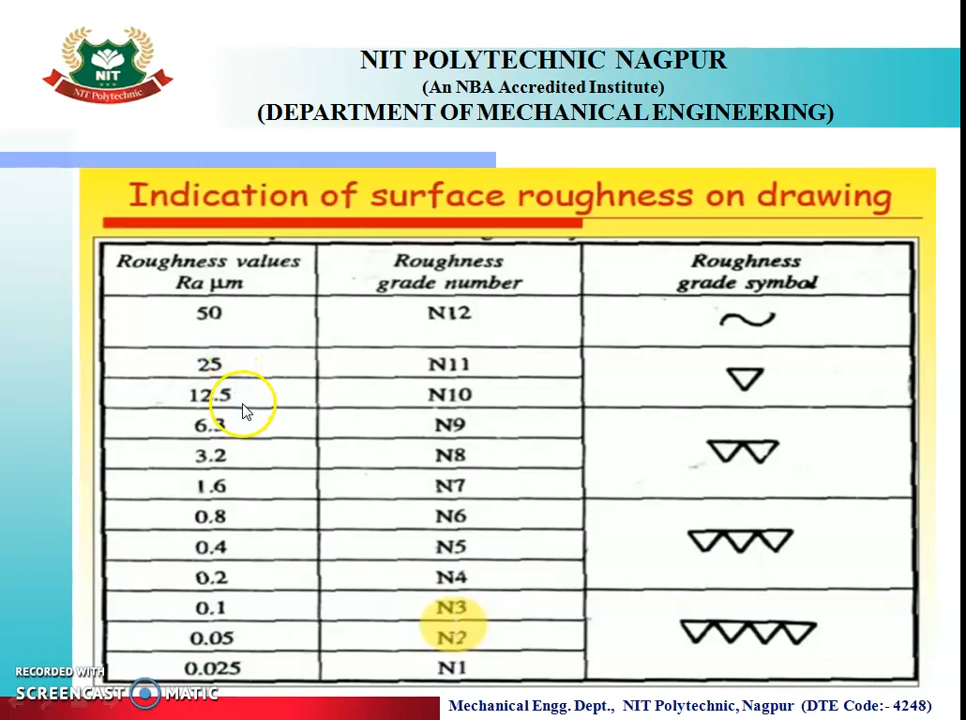 NIT POLYTECHNIC NAGPUR
(An NBA Accredited Institute)
(DEPARTMENT OF MECHANICAL ENGINEERING)
NIT
NIT Polytechnic
Indication of surface roughness on drawing
Roughness values Ra µm Roughness grade number Roughness grade symbol
50 N12
25 N11
12.5 N10
6.3 N9
3.2 N8
1.6 N7
0.8 N6
0.4 N5
0.2 N4
0.1 N3
0.05 N2
0.025 N1
RECORDED WITH
SCREENCAST MATIC
Mechanical Engg. Dept., NIT Polytechnic, Nagpur (DTE Code:- 4248)